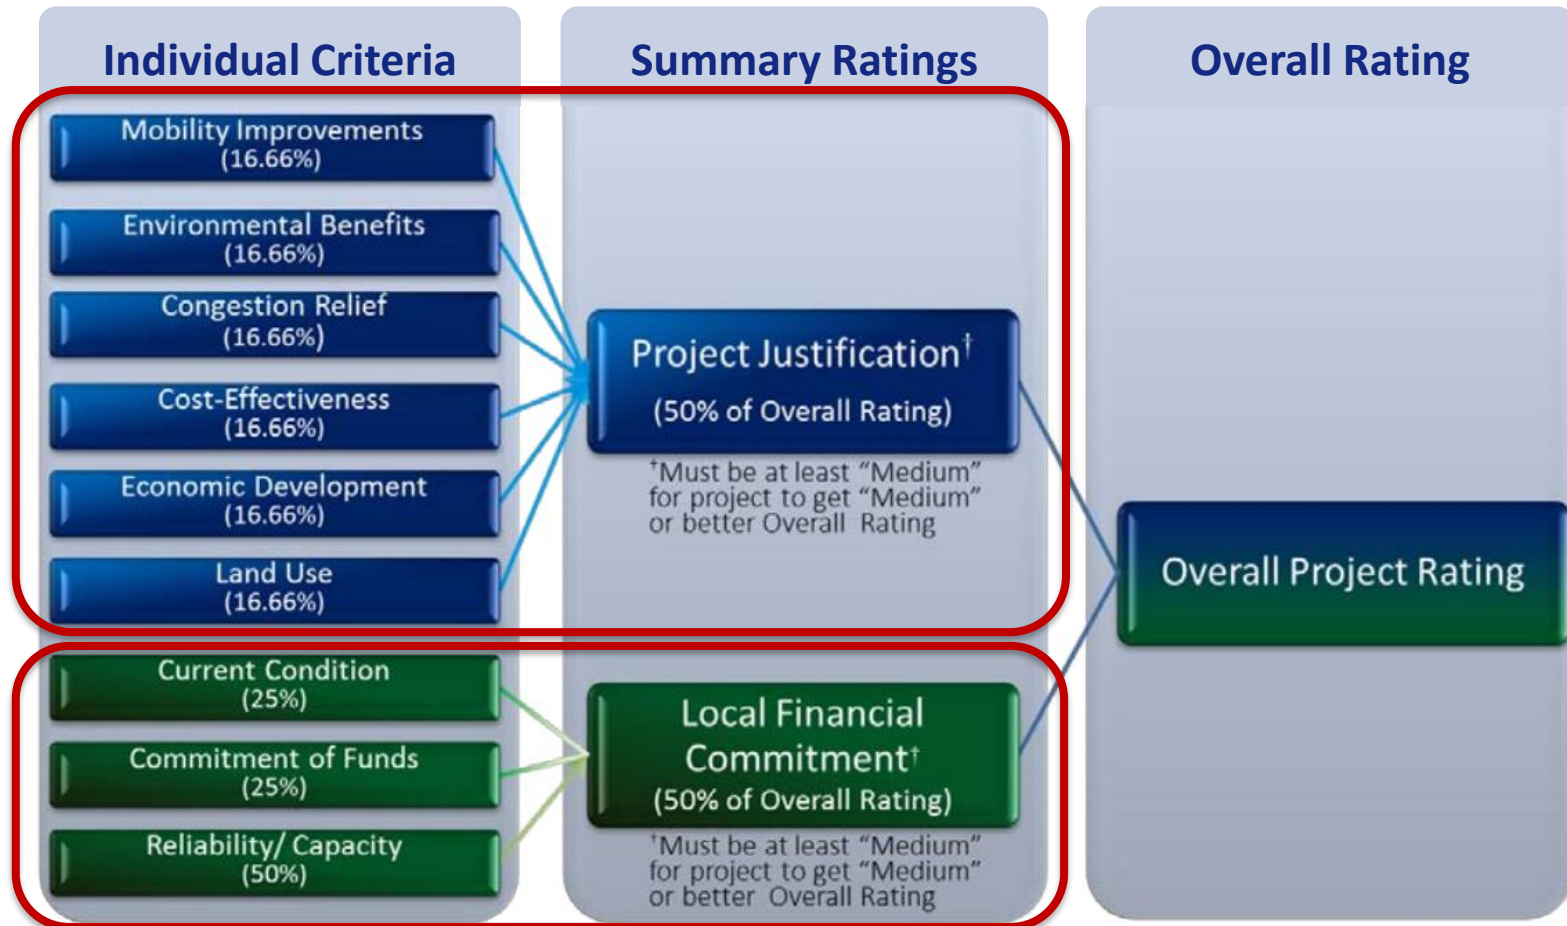 Individual Criteria
Summary Ratings
Overall Rating
Mobility Improvements
(16.66%)
Environmental Benefits
(16.66%)
Congestion Relief
(16.66%)
Cost-Effectiveness
(16.66%)
Economic Development
(16.66%)
Land Use
(16.66%)
Project Justification†
(50% of Overall Rating)
†Must be at least “Medium”
for project to get “Medium”
or better Overall Rating
Current Condition
(25%)
Commitment of Funds
(25%)
Reliability/ Capacity
(50%)
Local Financial
Commitment†
(50% of Overall Rating)
†Must be at least “Medium”
for project to get “Medium”
or better Overall Rating
Overall Project Rating